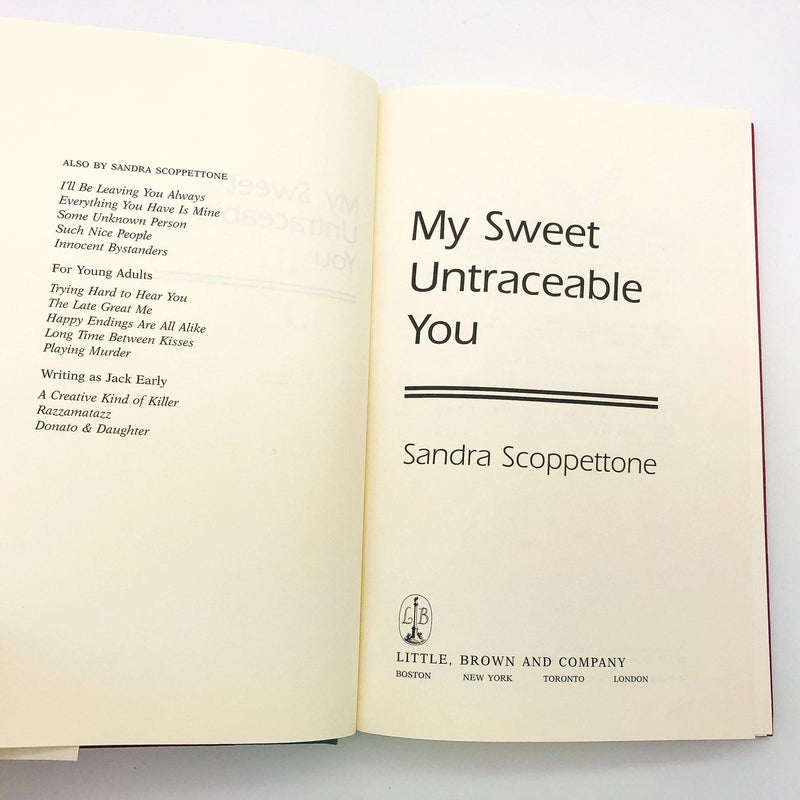 ALSO BY SANDRA SCOPPETTONE
I'll Be Leaving You Always
Everything You Have Is Mine
Some Unknown Person
Such Nice People
Innocent Bystanders
For Young Adults
Trying Hard to Hear You
The Late Great Me
Happy Endings Are All Alike
Long Time Between Kisses
Playing Murder
Writing as Jack Early
A Creative Kind of Killer
Razzamatazz
Donato & Daughter
My Sweet
Untraceable
You
Sandra Scoppettone
L B
LITTLE, BROWN AND COMPANY
BOSTON NEW YORK TORONTO LONDON